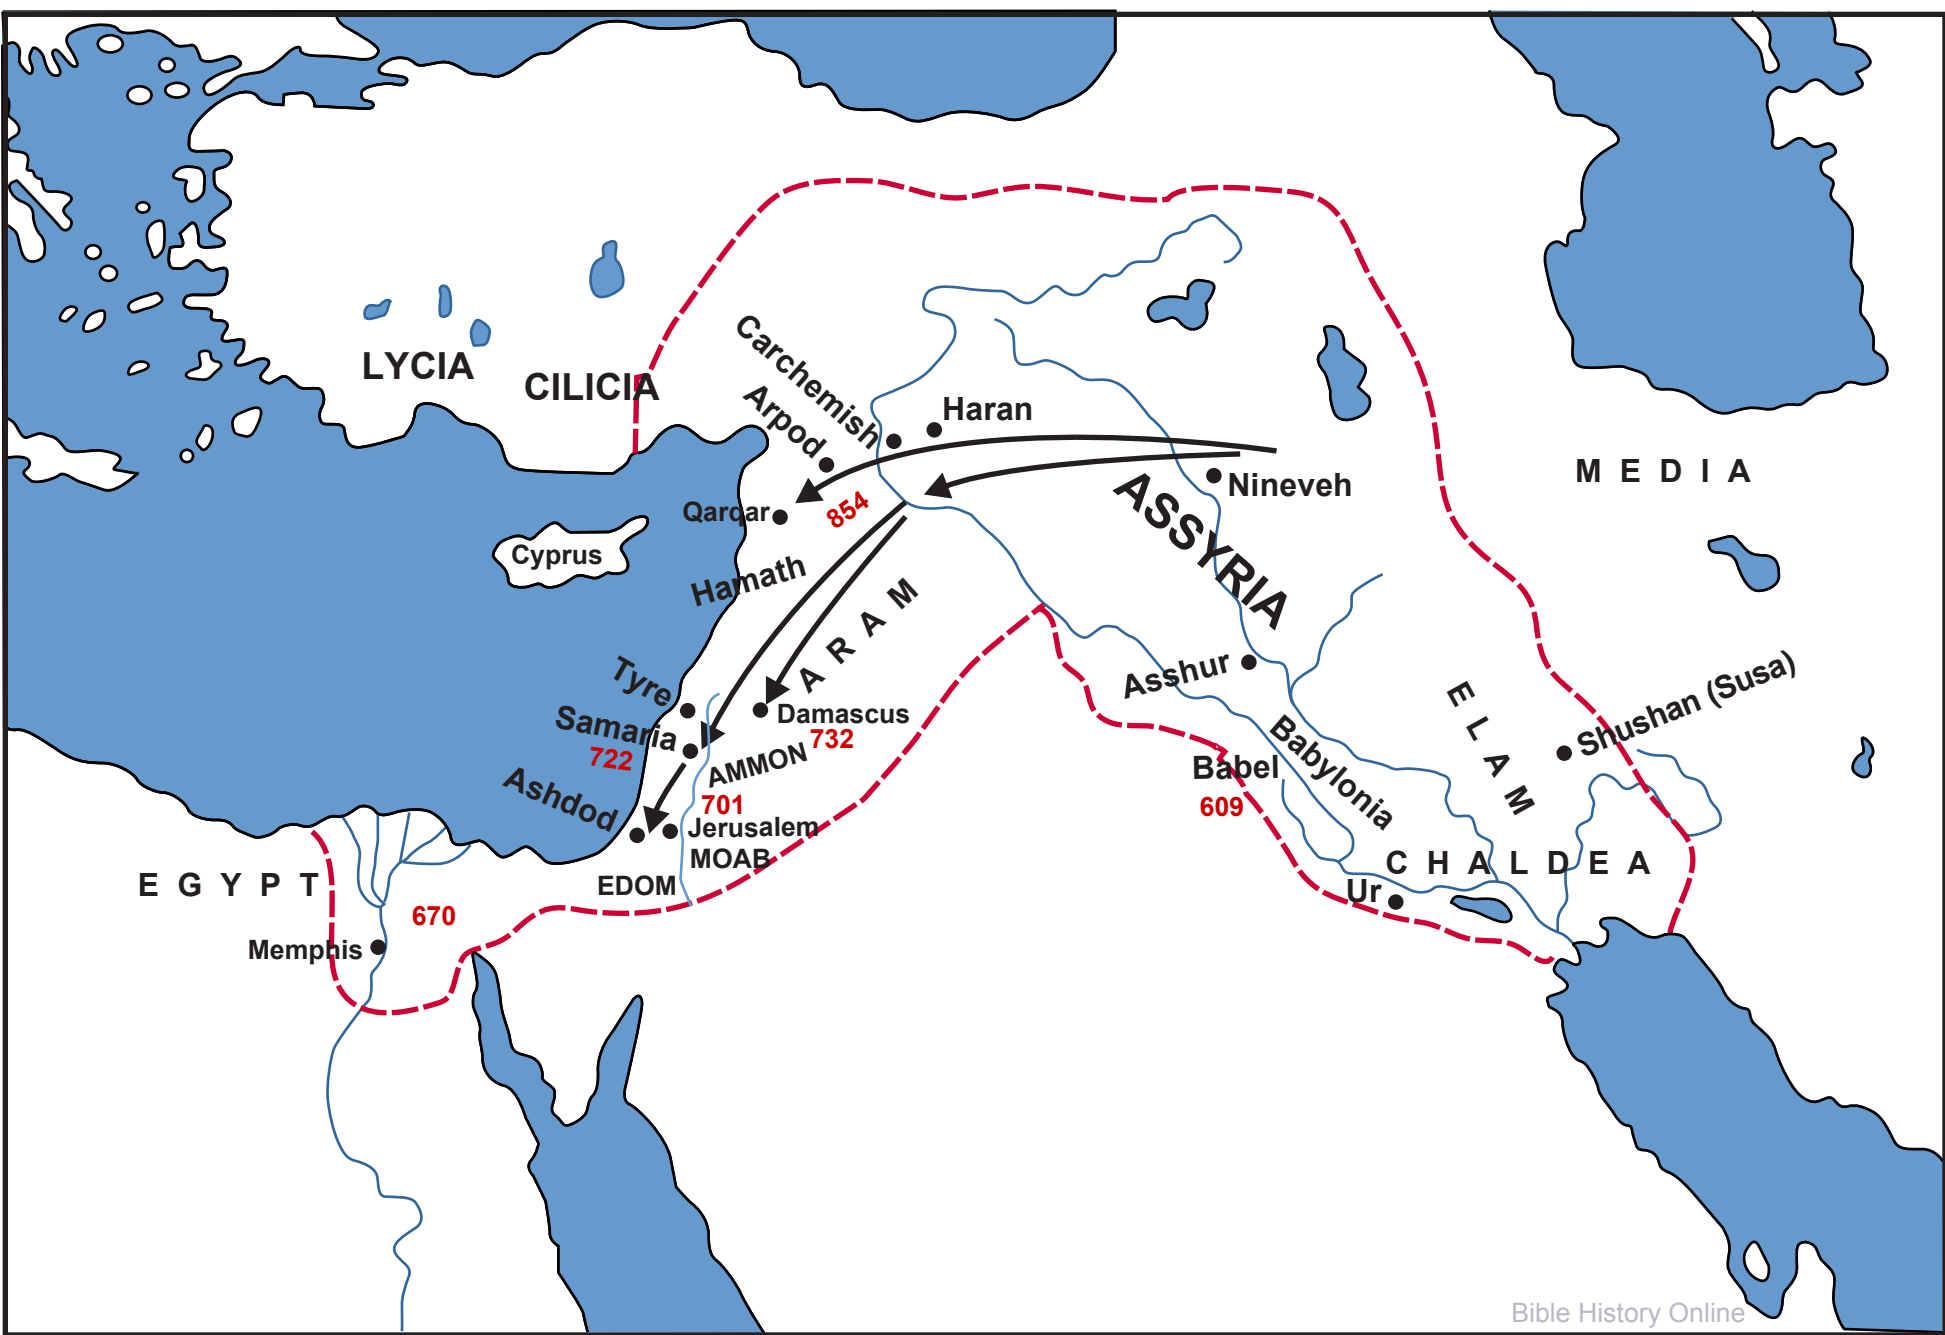 LYCIA
CILICIA
Carchemish
Arpod
Haran
Qarqar
854
Nineveh
ASSYRIA
MEDIA
Cyprus
Hamath
ARAM
Tyre
Samaria
722
Damascus
732
AMMON
701
Ashdod
Jerusalem
MOAB
EDOM
EGYPT
670
Memphis
Asshur
Babylonia
Babel
609
ELAM
Shushan (Susa)
CHALDEA
Ur
Bible History Online